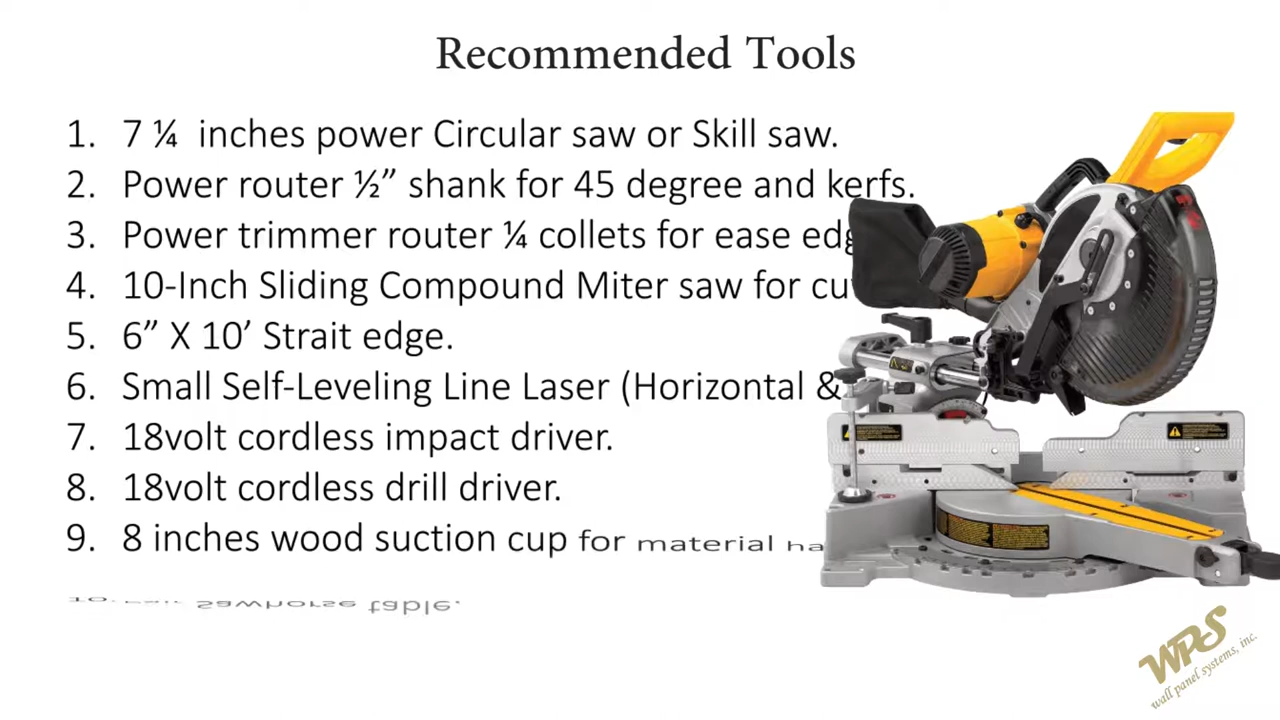 Recommended Tools
1. 7 ¼ inches power Circular saw or Skill saw.
2. Power router ½” shank for 45 degree and kerfs.
3. Power trimmer router ¼ collets for ease
4. 10-Inch Sliding Compound Miter saw for
5. 6” X 10’ Strait edge.
6. Small Self-Leveling Line Laser (Horizontal &
7. 18volt cordless impact driver.
8. 18volt cordless drill driver.
9. 8 inches wood suction cup for material
sawhorse table.
WPS
wall panel systems, inc.